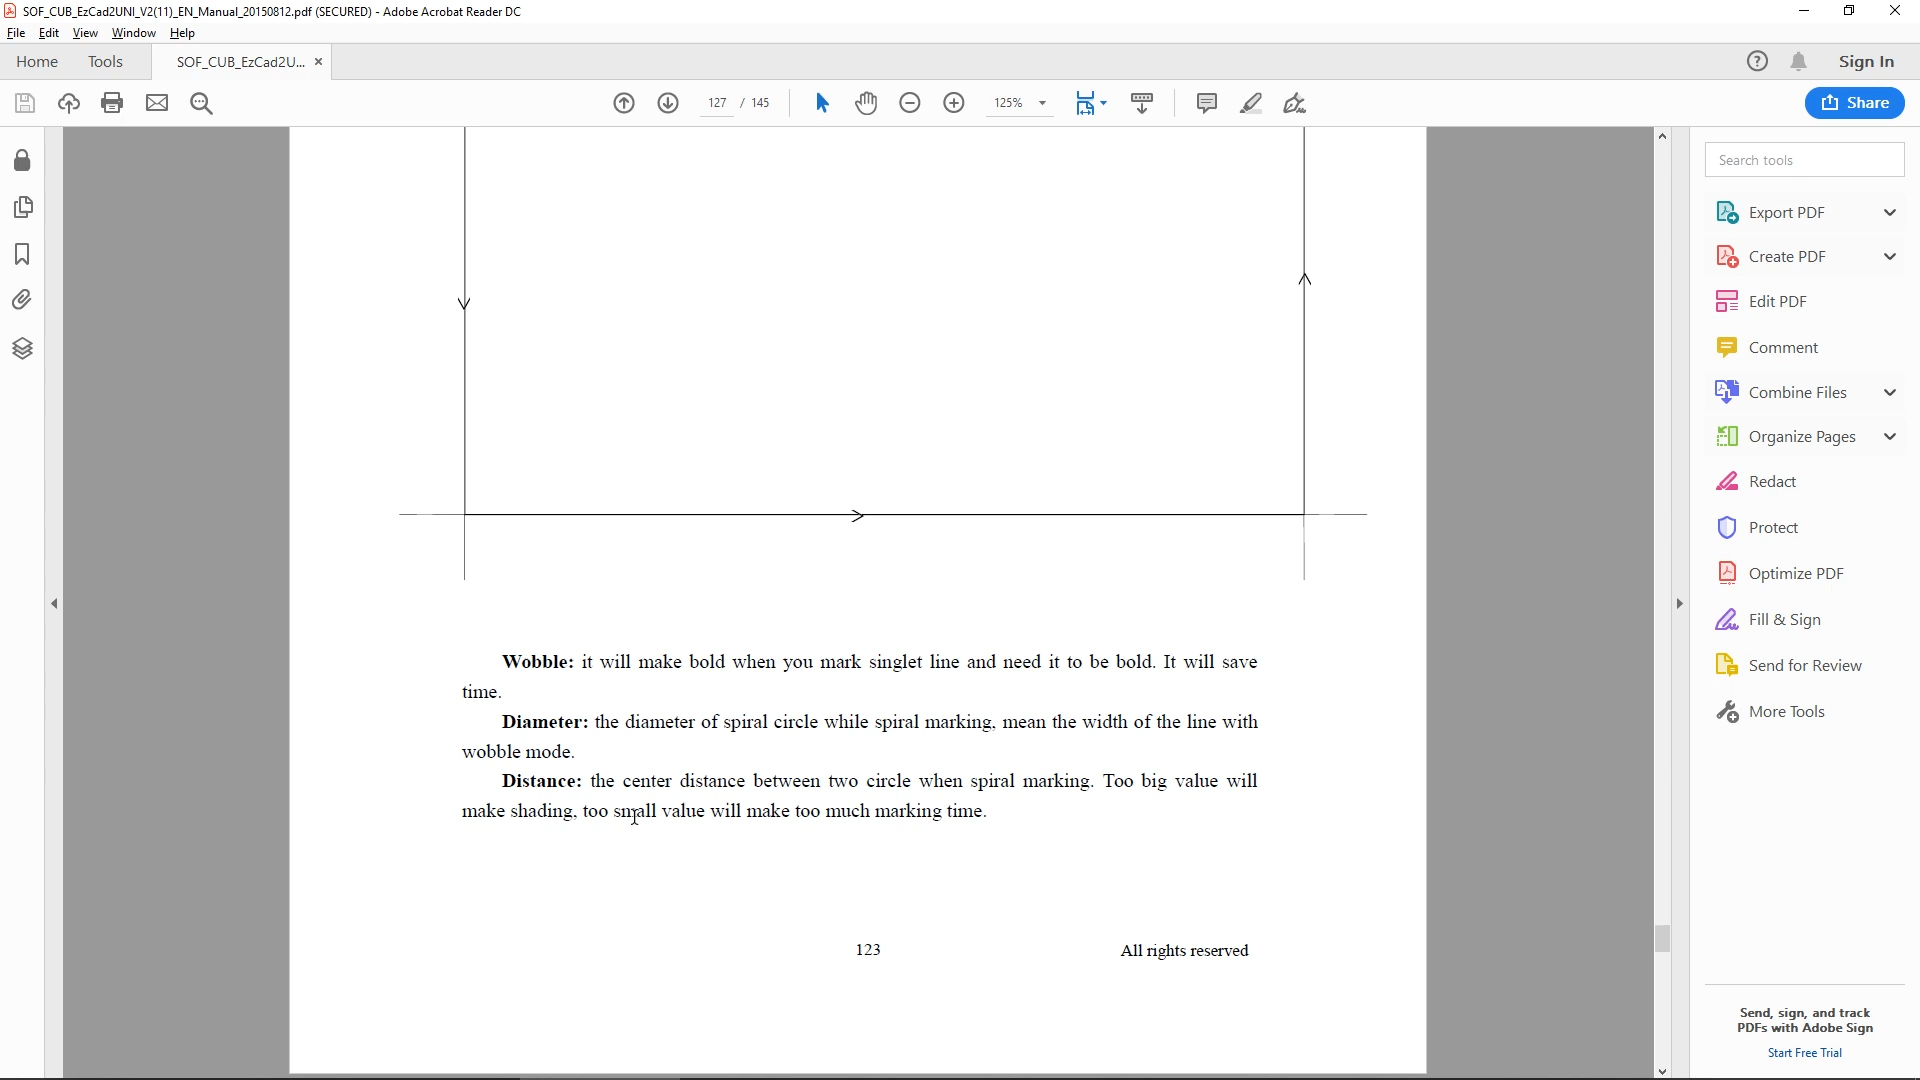 SOF_CUB_EzCad2UNI_V2(11)_EN_Manual_20150812.pdf (SECURED) - Adobe Acrobat Reader DC
File Edit View Window Help
Home Tools SOF_CUB_EzCad2U... × Sign In
127 / 145 125% Share
Search tools
Export PDF
Create PDF
Edit PDF
Comment
Combine Files
Organize Pages
Redact
Protect
Optimize PDF
Fill & Sign
Send for Review
More Tools
Wobble: it will make bold when you mark singlet line and need it to be bold. It will save
time.
Diameter: the diameter of spiral circle while spiral marking, mean the width of the line with
wobble mode.
Distance: the center distance between two circle when spiral marking. Too big value will
make shading, too small value will make too much marking time.
123 All rights reserved
Send, sign, and track
PDFs with Adobe Sign
Start Free Trial